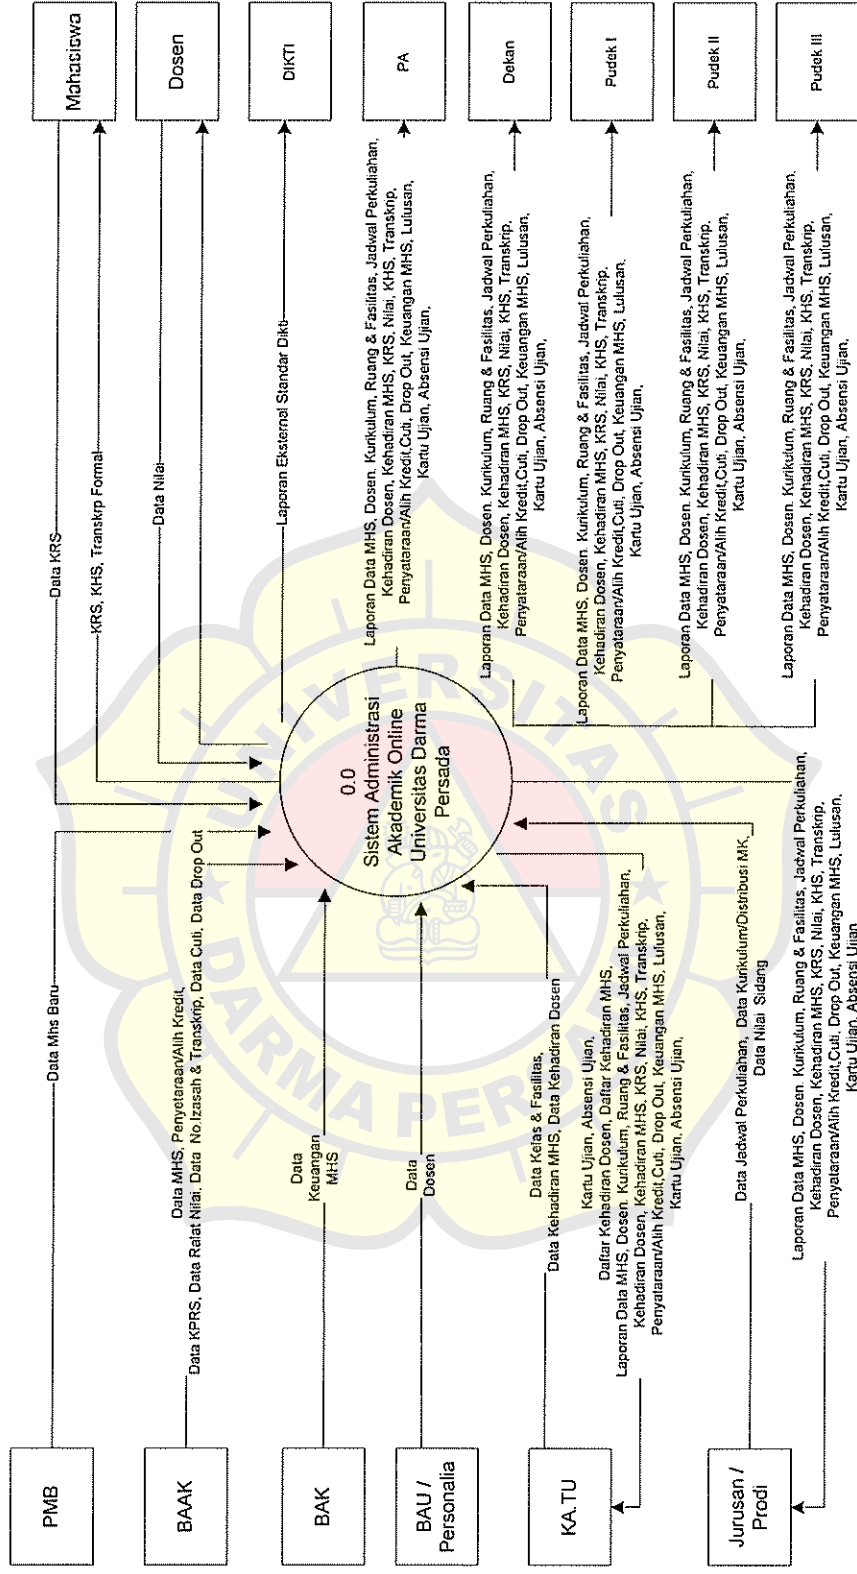 PMB
Data Mhs Baru
BAAK
Data MHS, Penyetaraan/Alih Kredit,
Data KPRS, Data Ralat Nilai, Data No.Izasah & Transkrip, Data Cuti, Data Drop Out
BAK
Data
Keuangan
MHS
BAU /
Personalia
Data
Dosen
KA.TU
Data Kelas & Fasilitas,
Data Kehadiran MHS, Data Kehadiran Dosen
Kartu Ujian, Absensi Ujian,
Daftar Kehadiran Dosen, Daftar Kehadiran MHS,
Laporan Data MHS, Dosen. Kurikulum, Ruang & Fasilitas, Jadwal Perkuliahan,
Kehadiran Dosen, Kehadiran MHS, KRS, Nilai, KHS, Transkrip,
Penyataraan/Alih Kredit,Cuti, Drop Out, Keuangan MHS, Lulusan,
Kartu Ujian, Absensi Ujian,
Jurusan /
Prodi
Data Jadwal Perkuliahan, Data Kurikulum/Distribusi MK,
Data Nilai Sidang
Laporan Data MHS, Dosen. Kurikulum, Ruang & Fasilitas, Jadwal Perkuliahan,
Kehadiran Dosen, Kehadiran MHS, KRS, Nilai, KHS, Transkrip,
Penyataraan/Alih Kredit,Cuti, Drop Out, Keuangan MHS, Lulusan,
Kartu Ujian, Absensi Ujian
0.0
Sistem Administrasi
Akademik Online
Universitas Darma
Persada
UNIVERSITAS
DARMA PERSADA
Mahasiswa
Data KRS
KRS, KHS, Transkrp Formal
Dosen
Data Nilai
DIKTI
Laporan Eksternal Standar Dikti
PA
Laporan Data MHS, Dosen. Kurikulum, Ruang & Fasilitas, Jadwal Perkuliahan,
Kehadiran Dosen, Kehadiran MHS, KRS, Nilai, KHS, Transkrip,
Penyataraan/Alih Kredit,Cuti, Drop Out, Keuangan MHS, Lulusan,
Kartu Ujian, Absensi Ujian,
Dekan
Laporan Data MHS, Dosen. Kurikulum, Ruang & Fasilitas, Jadwal Perkuliahan,
Kehadiran Dosen, Kehadiran MHS, KRS, Nilai, KHS, Transkrip,
Penyataraan/Alih Kredit,Cuti, Drop Out, Keuangan MHS, Lulusan,
Kartu Ujian, Absensi Ujian,
Pudek I
Laporan Data MHS, Dosen. Kurikulum, Ruang & Fasilitas, Jadwal Perkuliahan,
Kehadiran Dosen, Kehadiran MHS, KRS, Nilai, KHS, Transkrip,
Penyataraan/Alih Kredit,Cuti, Drop Out, Keuangan MHS, Lulusan,
Kartu Ujian, Absensi Ujian,
Pudek II
Laporan Data MHS, Dosen. Kurikulum, Ruang & Fasilitas, Jadwal Perkuliahan,
Kehadiran Dosen, Kehadiran MHS, KRS, Nilai, KHS, Transkrip,
Penyataraan/Alih Kredit,Cuti, Drop Out, Keuangan MHS, Lulusan,
Kartu Ujian, Absensi Ujian,
Pudek III
Laporan Data MHS, Dosen. Kurikulum, Ruang & Fasilitas, Jadwal Perkuliahan,
Kehadiran Dosen, Kehadiran MHS, KRS, Nilai, KHS, Transkrip,
Penyataraan/Alih Kredit,Cuti, Drop Out, Keuangan MHS, Lulusan,
Kartu Ujian, Absensi Ujian,